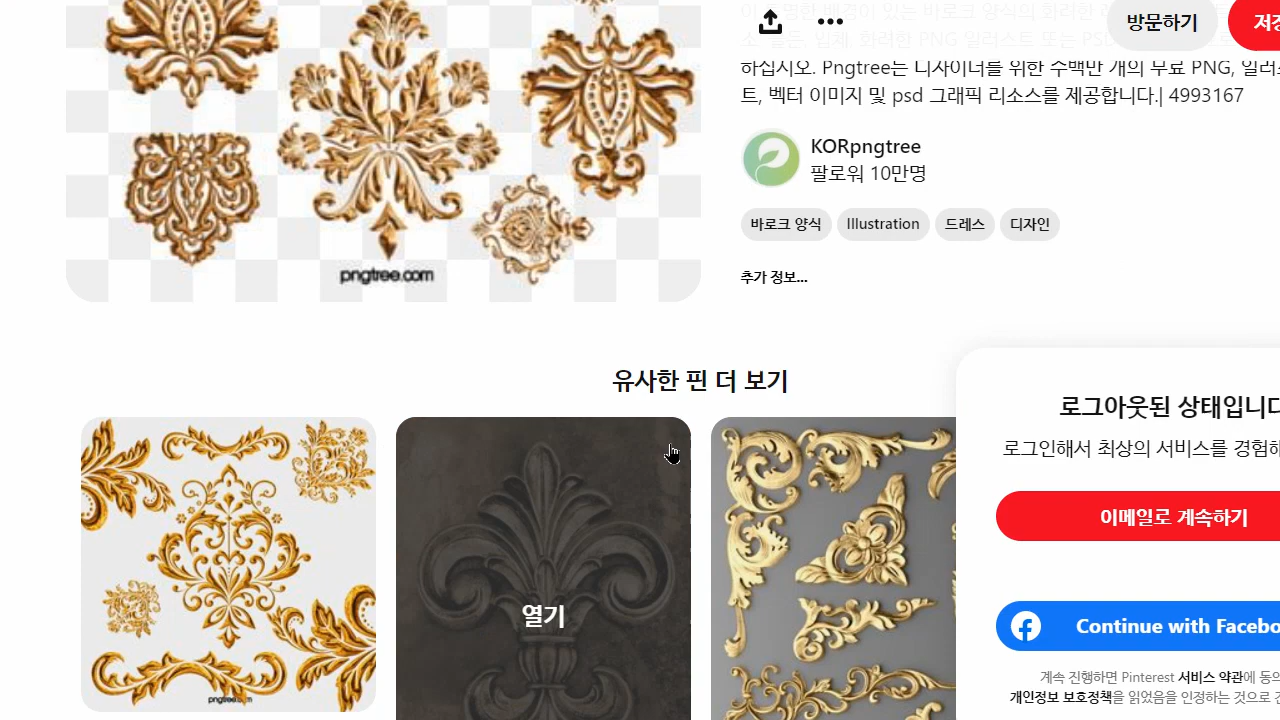 하십시오. Pngtree는 디자이너를 위한 수백만 개의 무료 PNG, 일러스
트, 벡터 이미지 및 psd 그래픽 리소스를 제공합니다.| 4993167
방문하기
KORpngtree
팔로워 10만명
바로크 양식
Illustration
드레스
디자인
추가 정보...
pngtree.com
유사한 핀 더 보기
열기
로그아웃된 상태입니다
로그인해서 최상의 서비스를 경험해
이메일로 계속하기
Continue with Facebo
계속 진행하면 Pinterest 서비스 약관에 동의
개인정보 보호정책을 읽었음을 인정하는 것으로
pngtree.com